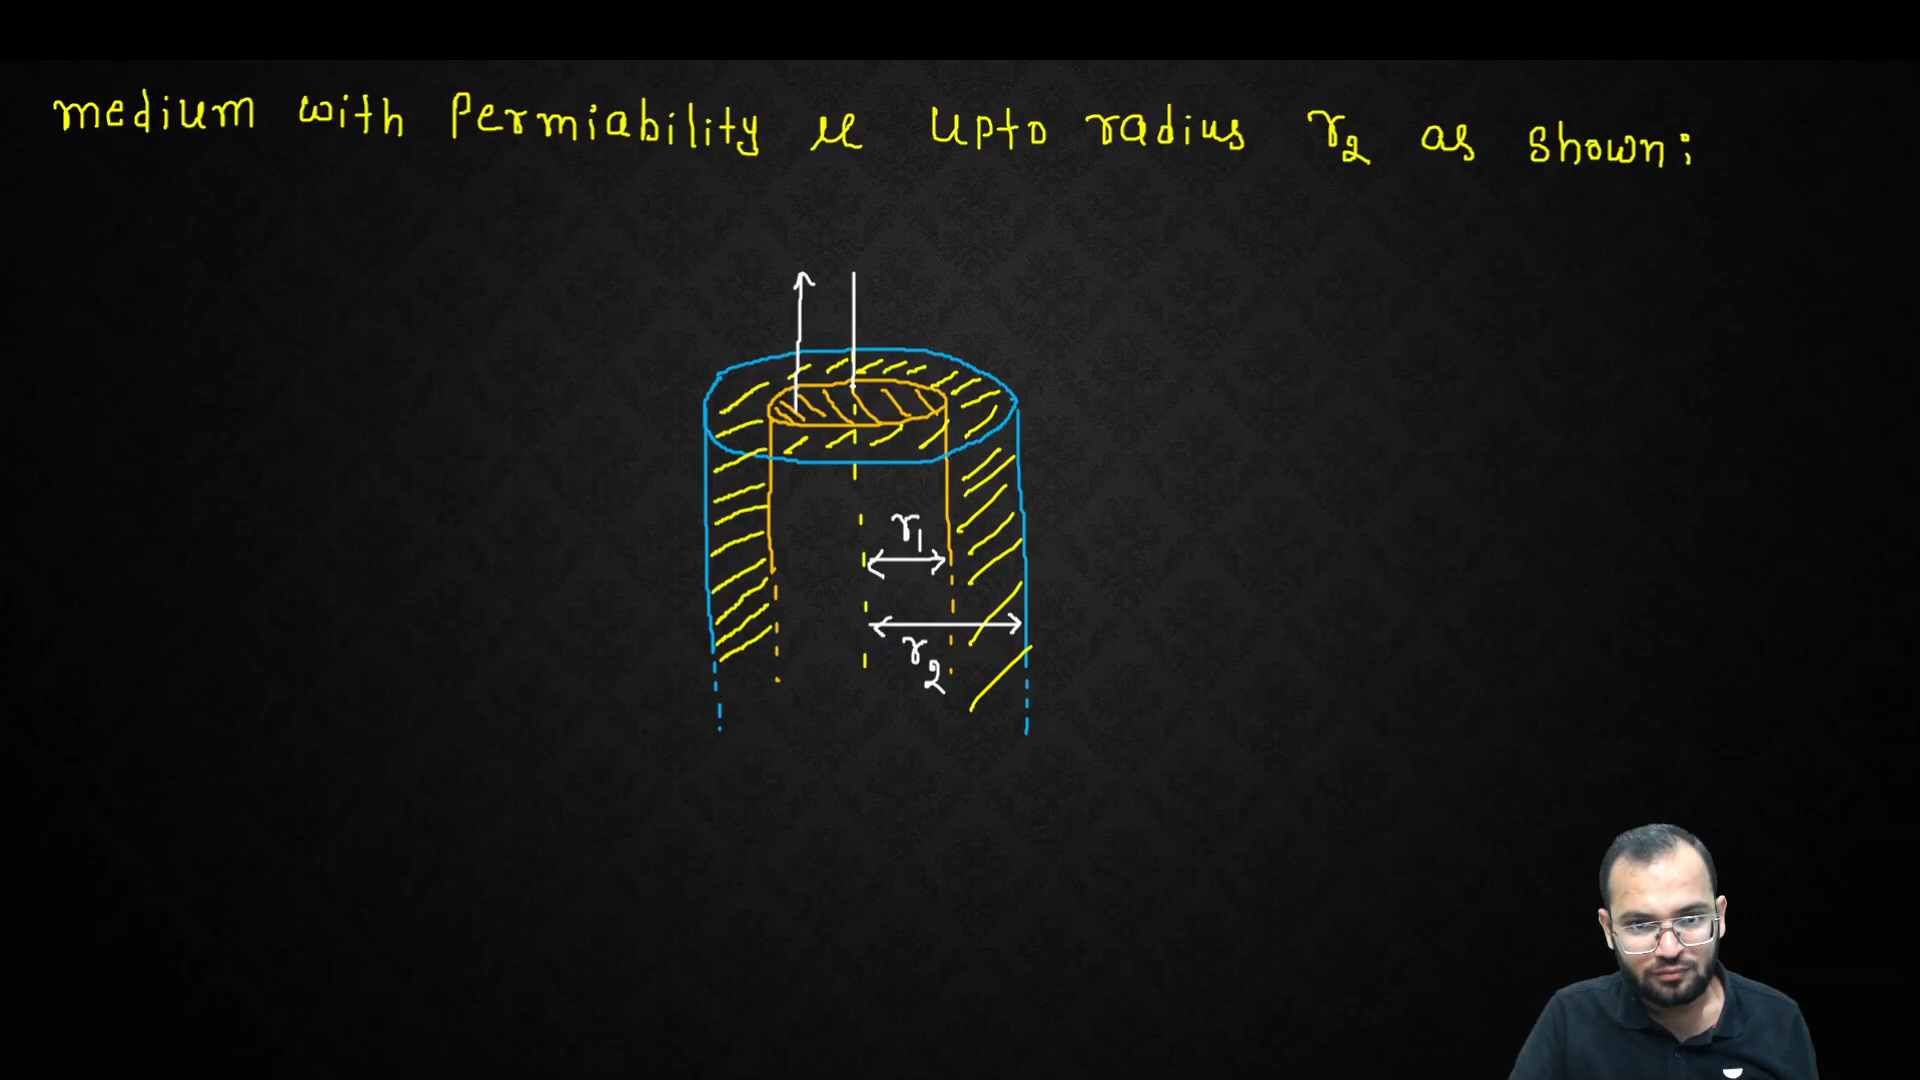 medium with Permiability μ upto radius r₂ as shown:
r₁
r₂